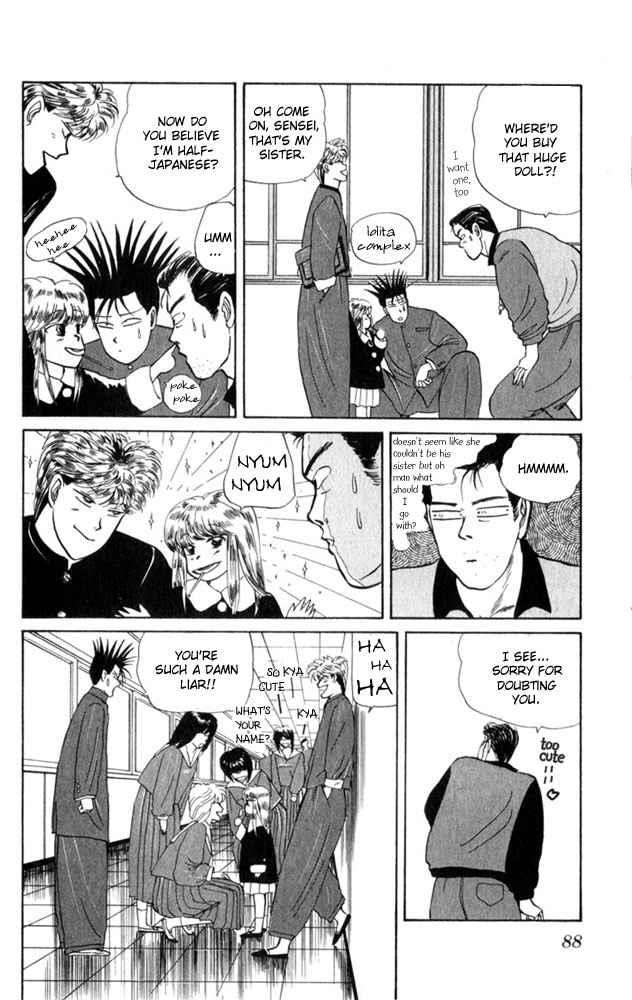 WHERE'D
YOU BUY
THAT HUGE
DOLL?!
I
want
one,
too
OH COME
ON, SENSEI,
THAT'S MY
SISTER.
lolita
complex
NOW DO
YOU BELIEVE
I'M HALF-
JAPANESE?
UMM
...
heehee
hee
poke
poke
HMMMM.
doesn't seem like she
couldn't be his
sister but oh
man what
should
I
go
with?
NYUM
NYUM
I SEE...
SORRY FOR
DOUBTING
YOU.
too
cute
HA
HA
HA
YOU'RE
SUCH A DAMN
LIAR!!
SO KYA
CUTE
WHAT'S
YOUR
NAME?
KYA
88